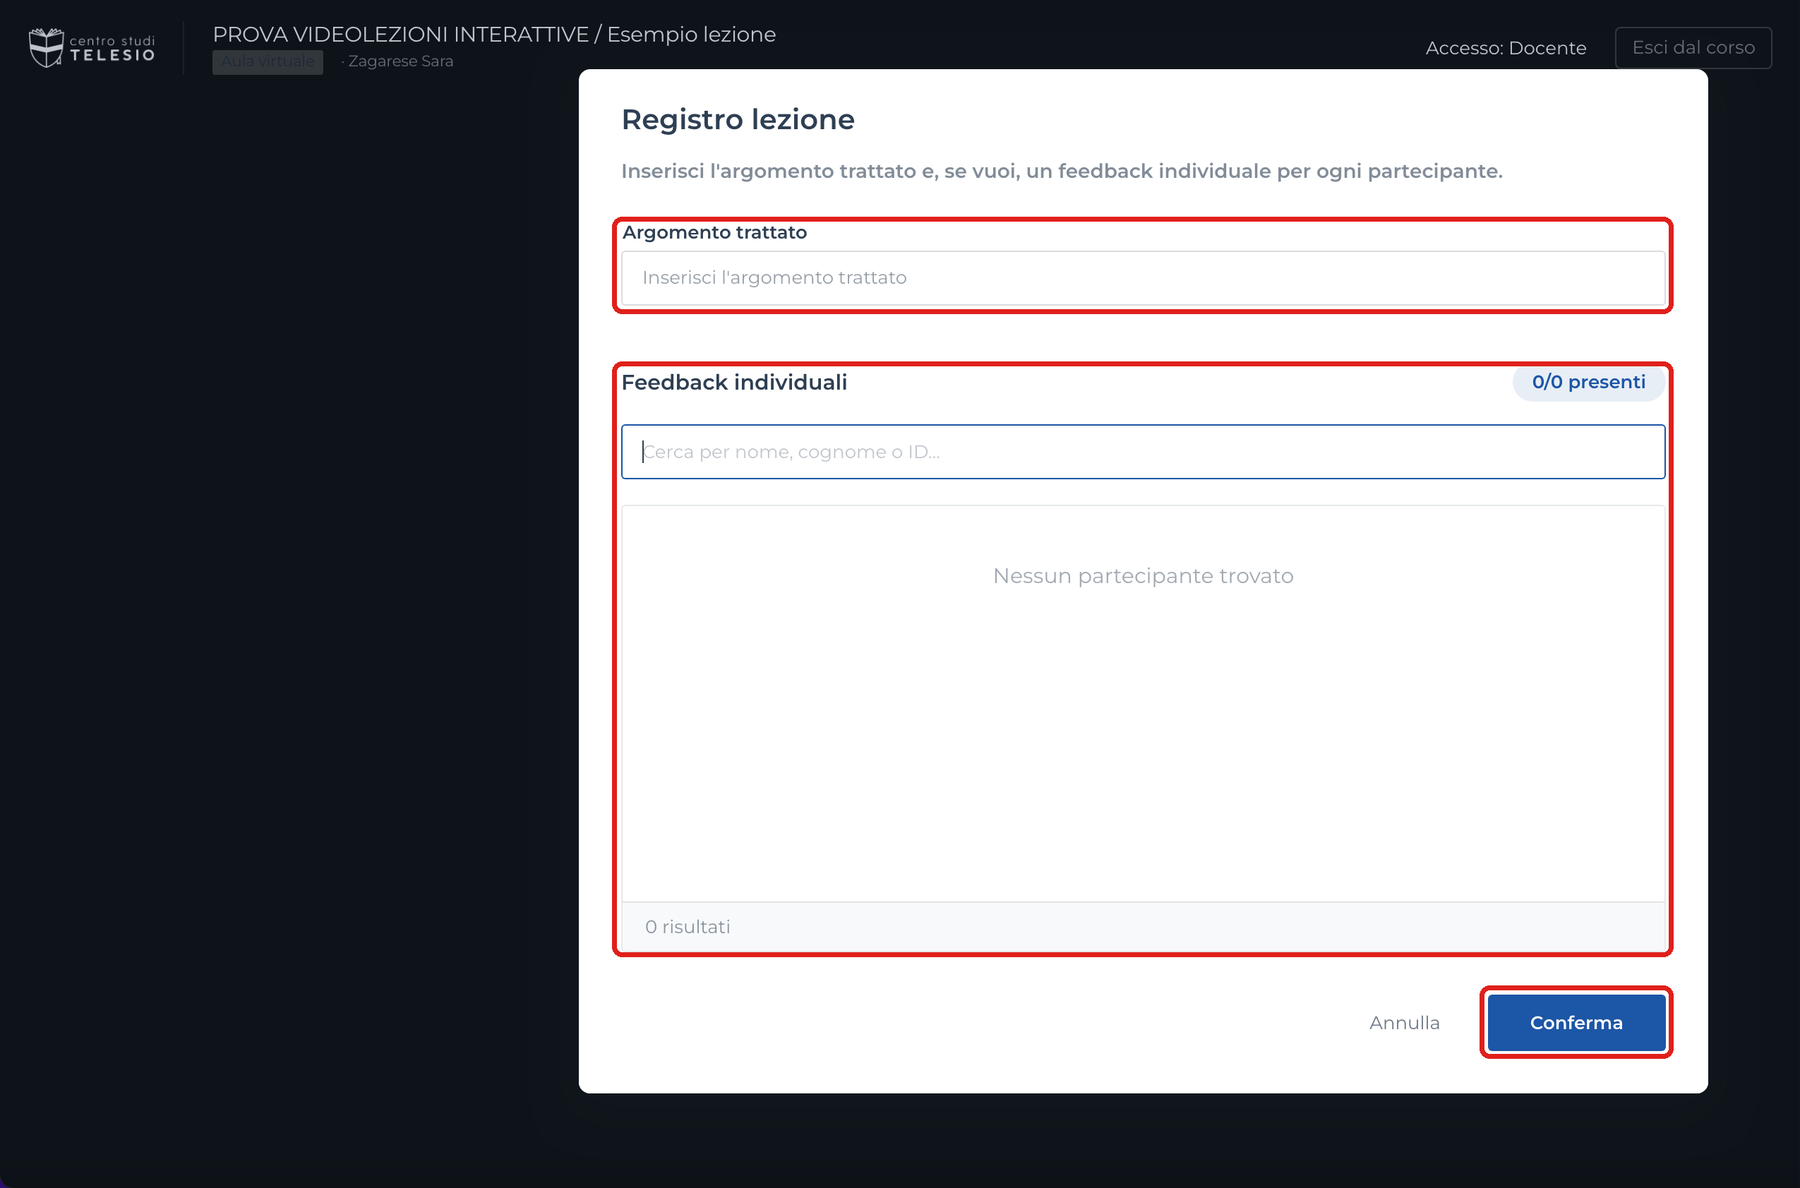 centro studi
TELESIO
PROVA VIDEOLEZIONI INTERATTIVE / Esempio lezione
Aula virtuale · Zagarese Sara
Accesso: Docente
Esci dal corso
Registro lezione
Inserisci l'argomento trattato e, se vuoi, un feedback individuale per ogni partecipante.
Argomento trattato
Inserisci l'argomento trattato
Feedback individuali
0/0 presenti
Cerca per nome, cognome o ID...
Nessun partecipante trovato
0 risultati
Annulla
Conferma